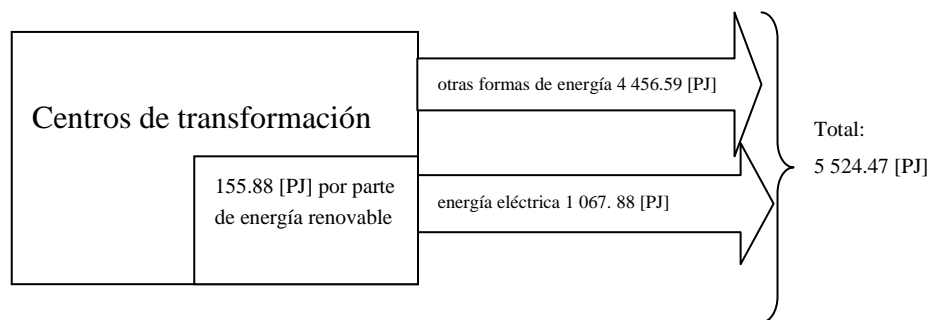 otras formas de energía 4 456.59 [PJ]
Centros de transformación
Total:
5 524.47 [PJ]
155.88 [PJ] por parte
de energía renovable
energía eléctrica 1 067. 88 [PJ]